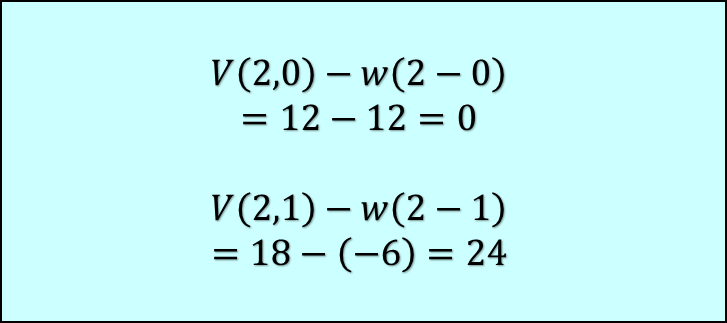 V(2,0) − w(2 − 0)
= 12 − 12 = 0
V(2,1) − w(2 − 1)
= 18 − (−6) = 24